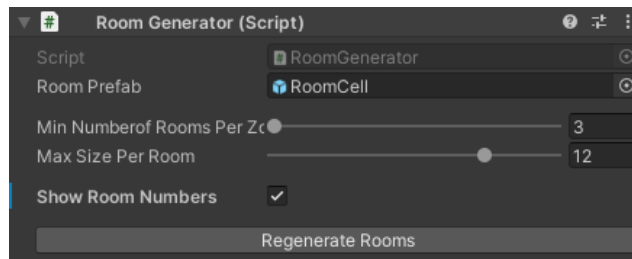 # Room Generator (Script)
Script RoomGenerator
Room Prefab RoomCell
Min Numberof Rooms Per Zo 3
Max Size Per Room 12
Show Room Numbers
Regenerate Rooms